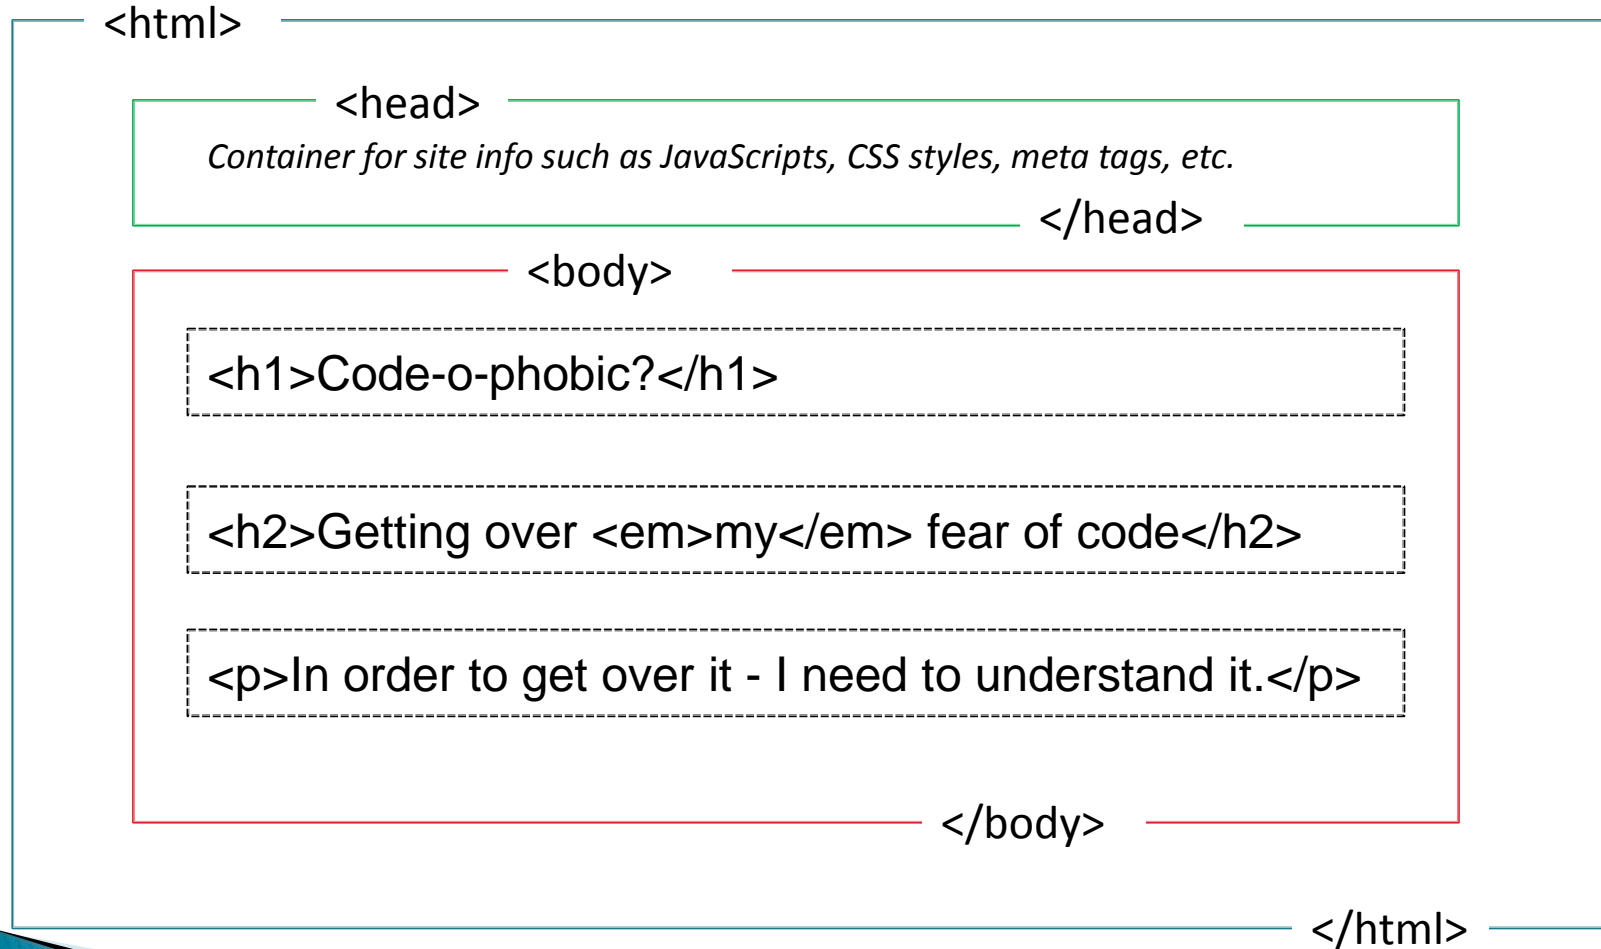 <html>
<head>
Container for site info such as JavaScripts, CSS styles, meta tags, etc.
</head>
<body>
<h1>Code-o-phobic?</h1>
<h2>Getting over <em>my</em> fear of code</h2>
<p>In order to get over it - I need to understand it.</p>
</body>
</html>